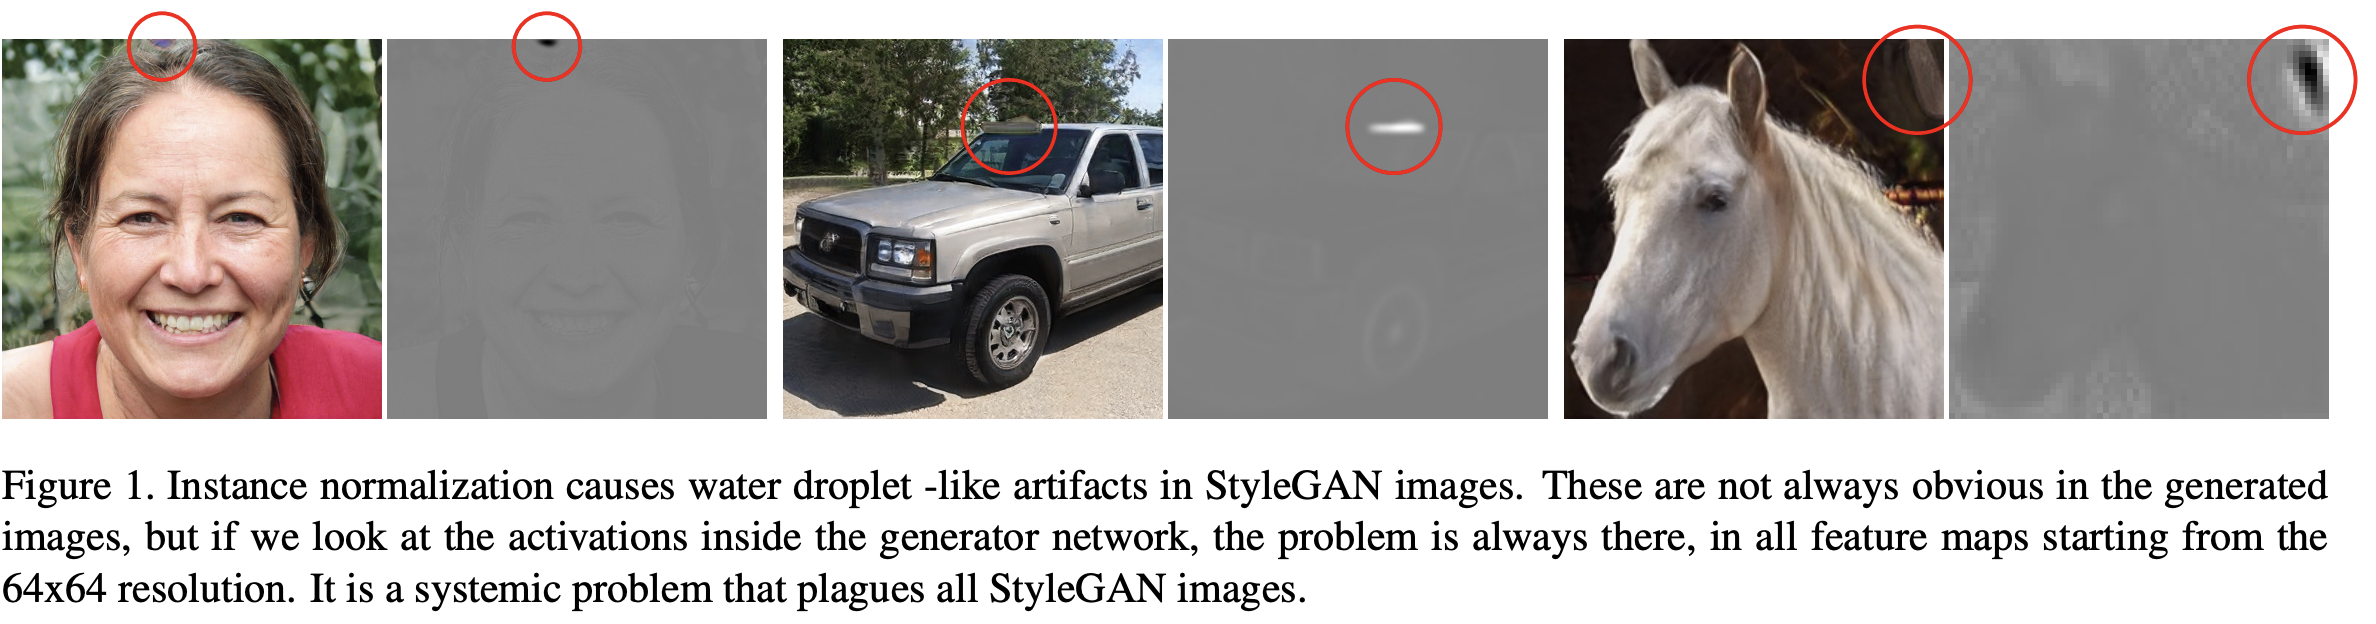 Figure 1. Instance normalization causes water droplet -like artifacts in StyleGAN images. These are not always obvious in the generated
images, but if we look at the activations inside the generator network, the problem is always there, in all feature maps starting from the
64x64 resolution. It is a systemic problem that plagues all StyleGAN images.